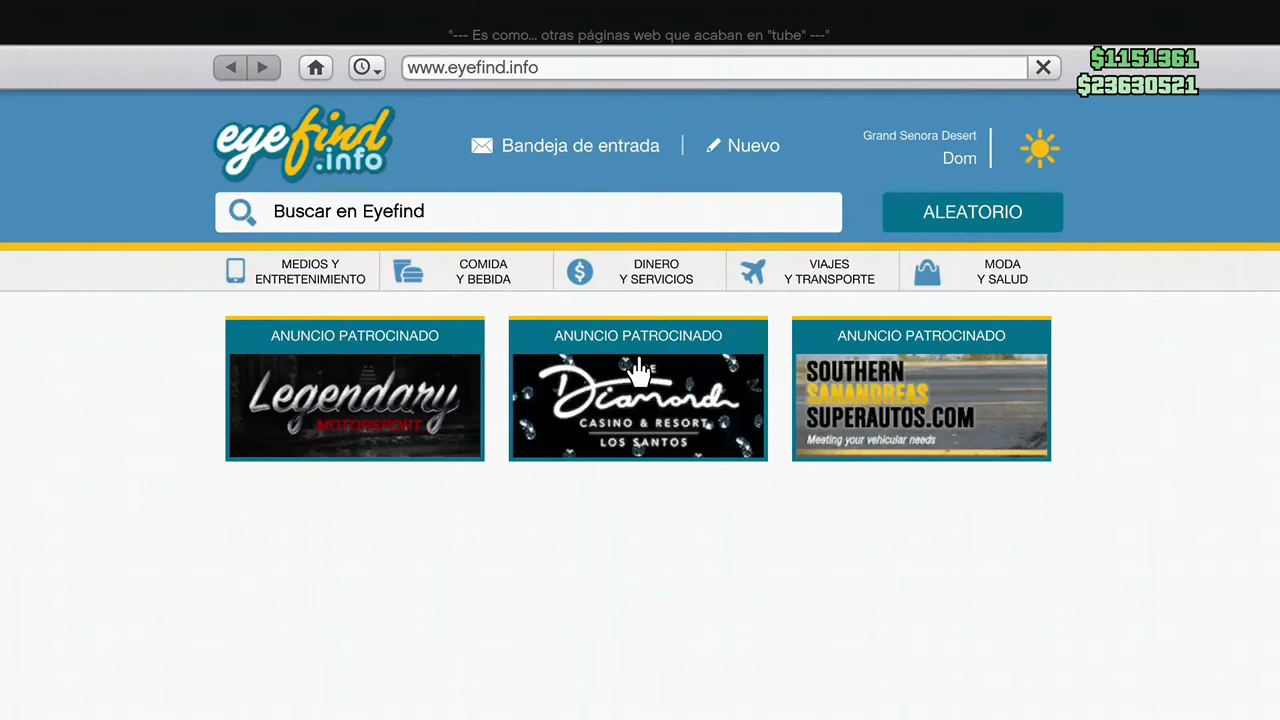 "--- Es como... otras páginas web que acaban en "tube" ---"
www.eyefind.info
$1151361
$23630521
eyefind
.info
Bandeja de entrada
Nuevo
Grand Senora Desert
Dom
Buscar en Eyefind
ALEATORIO
MEDIOS Y
ENTRETENIMIENTO
COMIDA
Y BEBIDA
DINERO
Y SERVICIOS
VIAJES
Y TRANSPORTE
MODA
Y SALUD
ANUNCIO PATROCINADO
Legendary
MOTORSPORT
ANUNCIO PATROCINADO
Diamond
CASINO & RESORT
LOS SANTOS
ANUNCIO PATROCINADO
SOUTHERN
SANANDREAS
SUPERAUTOS.COM
Meeting your vehicular needs